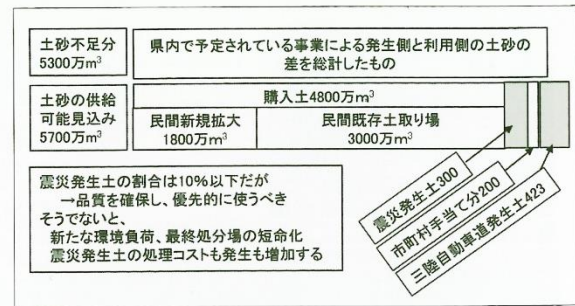 土砂不足分
5300万m³
県内で予定されている事業による発生側と利用側の土砂の
差を総計したもの
土砂の供給
可能見込み
5700万m³
購入土4800万m³
民間新規拡大
1800万m³
民間既存土取り場
3000万m³
震災発生土300
市町村手当て分200
三陸自動車道発生土423
震災発生土の割合は10%以下だが
→品質を確保し、優先的に使うべき
そうでないと、
新たな環境負荷、最終処分場の短命化
震災発生土の処理コストも発生も増加する